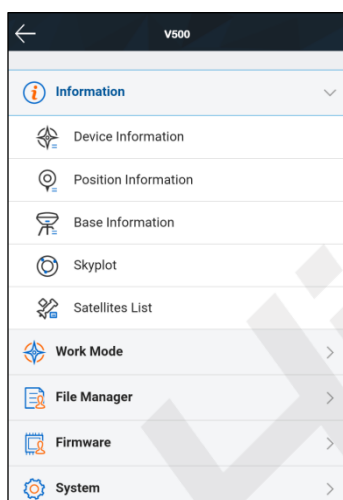 V500
Information
Device Information
Position Information
Base Information
Skyplot
Satellites List
Work Mode
File Manager
Firmware
System